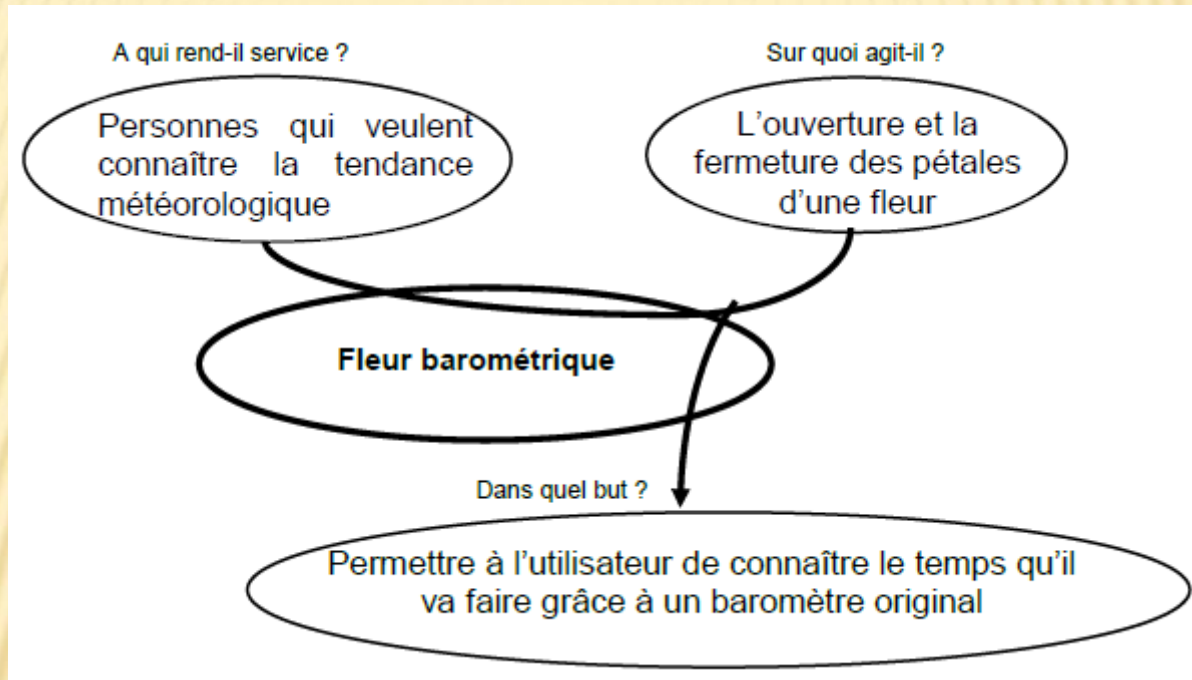 A qui rend-il service ?
Sur quoi agit-il ?
Personnes qui veulent
connaître la tendance
météorologique
L’ouverture et la
fermeture des pétales
d’une fleur
Fleur barométrique
Dans quel but ?
Permettre à l’utilisateur de connaître le temps qu’il
va faire grâce à un baromètre original